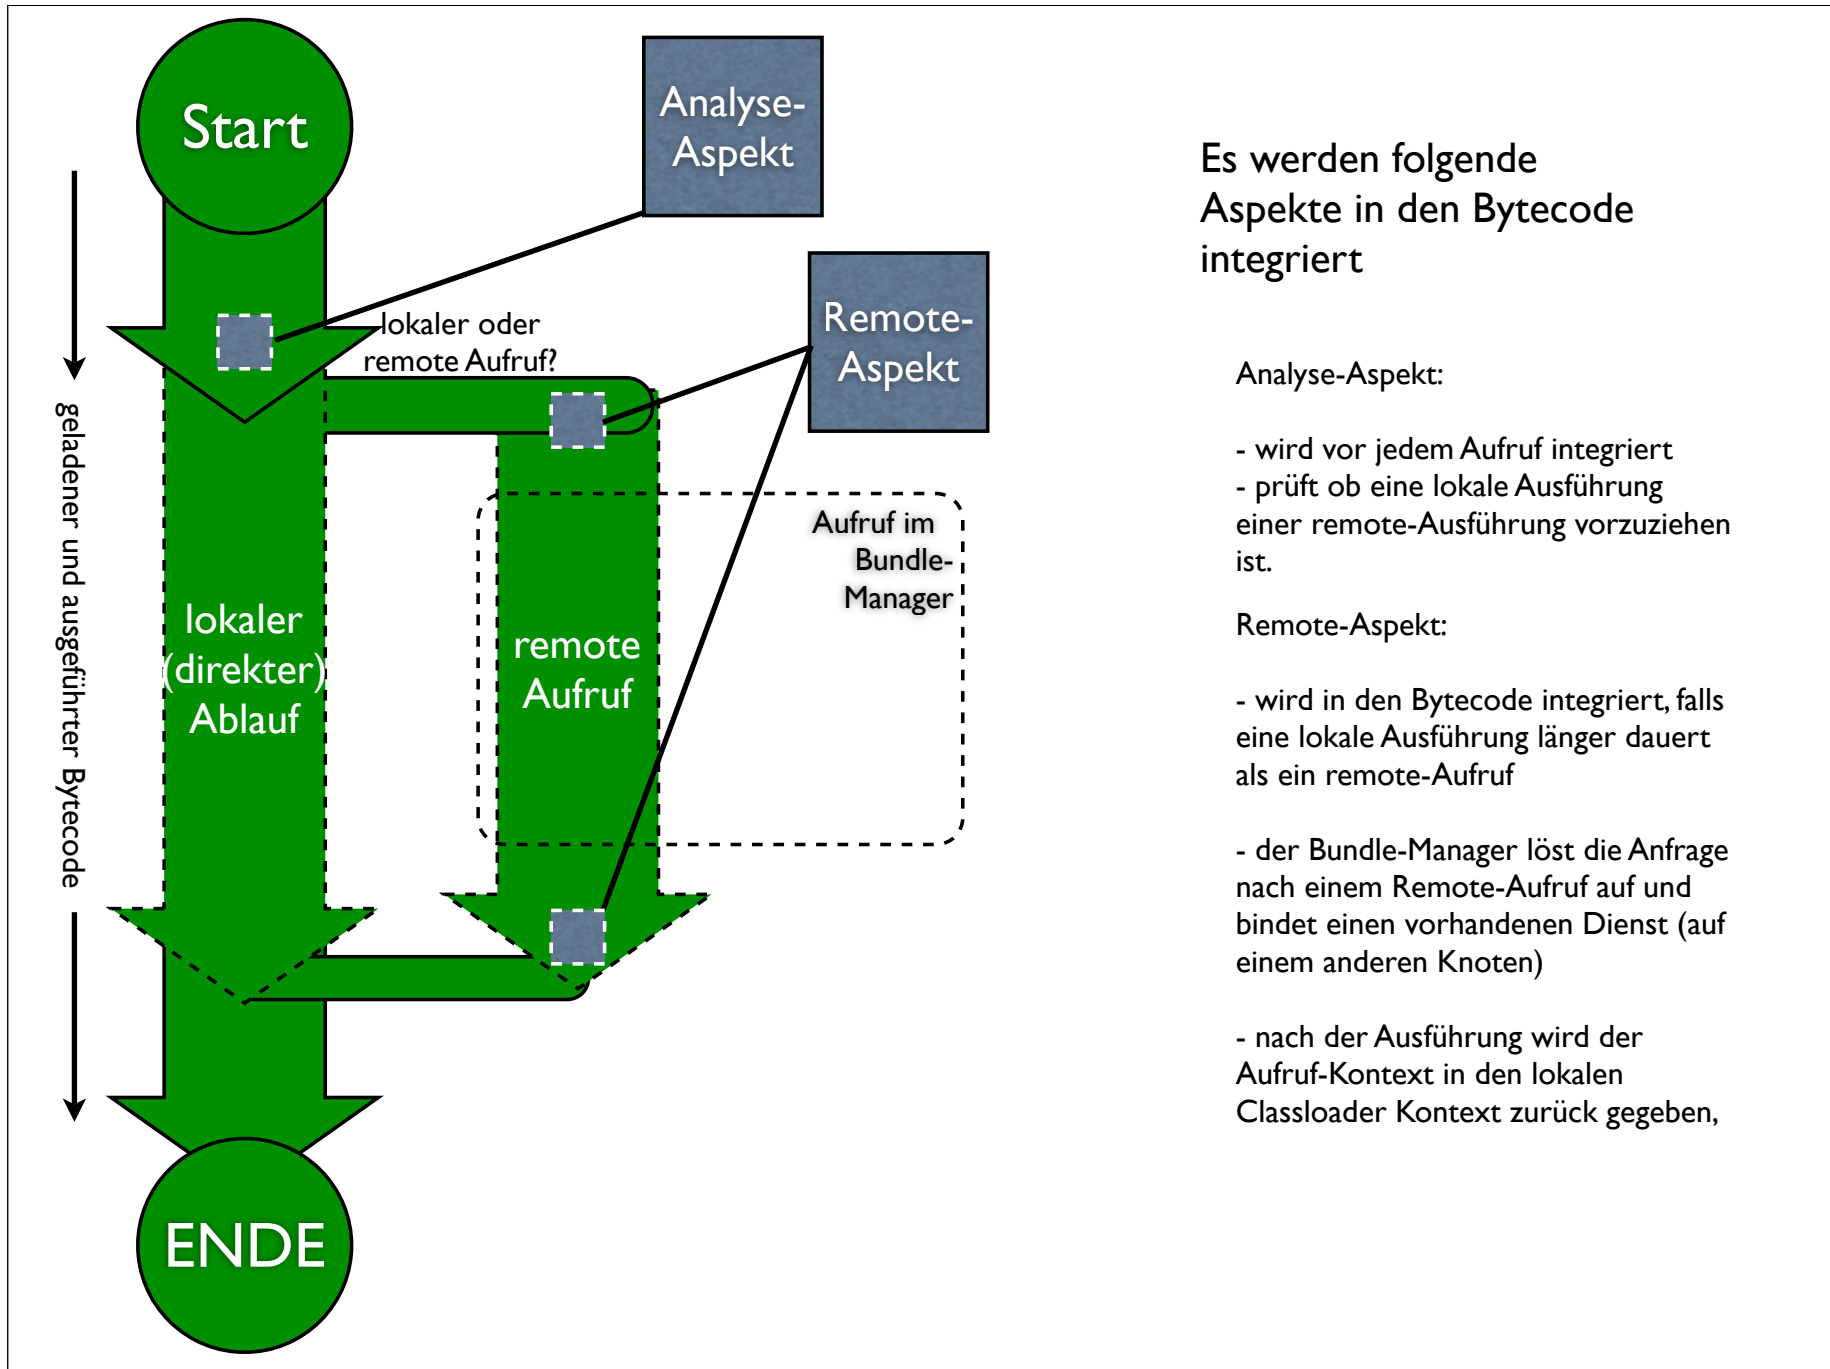 Start
Analyse-
Aspekt
Remote-
Aspekt
lokaler oder
remote Aufruf?
geladener und ausgeführter Bytecode
Aufruf im
Bundle-
Manager
lokaler
(direkter)
Ablauf
remote
Aufruf
ENDE
Es werden folgende
Aspekte in den Bytecode
integriert
Analyse-Aspekt:
- wird vor jedem Aufruf integriert
- prüft ob eine lokale Ausführung
einer remote-Ausführung vorzuziehen
ist.
Remote-Aspekt:
- wird in den Bytecode integriert, falls
eine lokale Ausführung länger dauert
als ein remote-Aufruf
- der Bundle-Manager löst die Anfrage
nach einem Remote-Aufruf auf und
bindet einen vorhandenen Dienst (auf
einem anderen Knoten)
- nach der Ausführung wird der
Aufruf-Kontext in den lokalen
Classloader Kontext zurück gegeben,